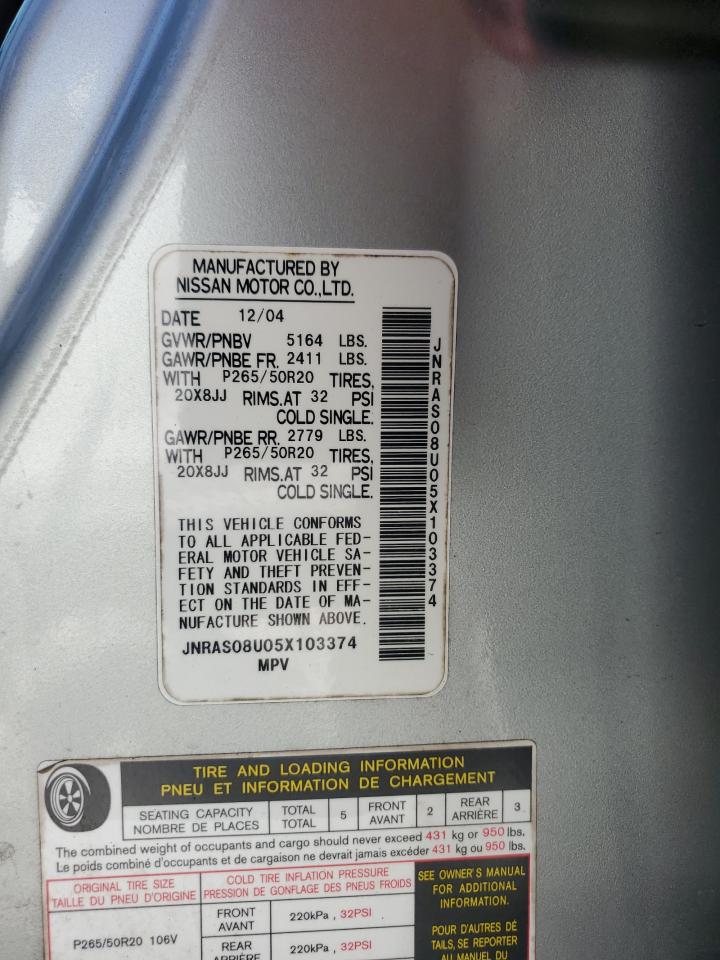 MANUFACTURED BY
NISSAN MOTOR CO.,LTD.
DATE 12/04
GVWR/PNBV 5164 LBS.
GAWR/PNBE FR. 2411 LBS.
WITH P265/50R20 TIRES,
20X8JJ RIMS.AT 32 PSI
COLD SINGLE.
GAWR/PNBE RR. 2779 LBS.
WITH P265/50R20 TIRES,
20X8JJ RIMS.AT 32 PSI
COLD SINGLE.
THIS VEHICLE CONFORMS
TO ALL APPLICABLE FED-
ERAL MOTOR VEHICLE SA-
FETY AND THEFT PREVEN-
TION STANDARDS IN EFF-
ECT ON THE DATE OF MA-
NUFACTURE SHOWN ABOVE.
JNRAS08U05X103374
MPV
JNRAS08U05X103374
TIRE AND LOADING INFORMATION
PNEU ET INFORMATION DE CHARGEMENT
SEATING CAPACITY TOTAL 5 FRONT 2 REAR 3
NOMBRE DE PLACES TOTAL AVANT ARRIÈRE
The combined weight of occupants and cargo should never exceed 431 kg or 950 lbs.
Le poids combiné d'occupants et de cargaison ne devrait jamais excéder 431 kg ou 950 lbs.
ORIGINAL TIRE SIZE
TAILLE DU PNEU D'ORIGINE
COLD TIRE INFLATION PRESSURE
PRESSION DE GONFLAGE DES PNEUS FROIDS
SEE OWNER'S MANUAL
FOR ADDITIONAL
INFORMATION.
P265/50R20 106V
FRONT
AVANT
220kPa , 32PSI
REAR
ARRIÈRE
220kPa , 32PSI
POUR D'AUTRES DÉ
TAILS, SE REPORTER
AU MANUEL DU